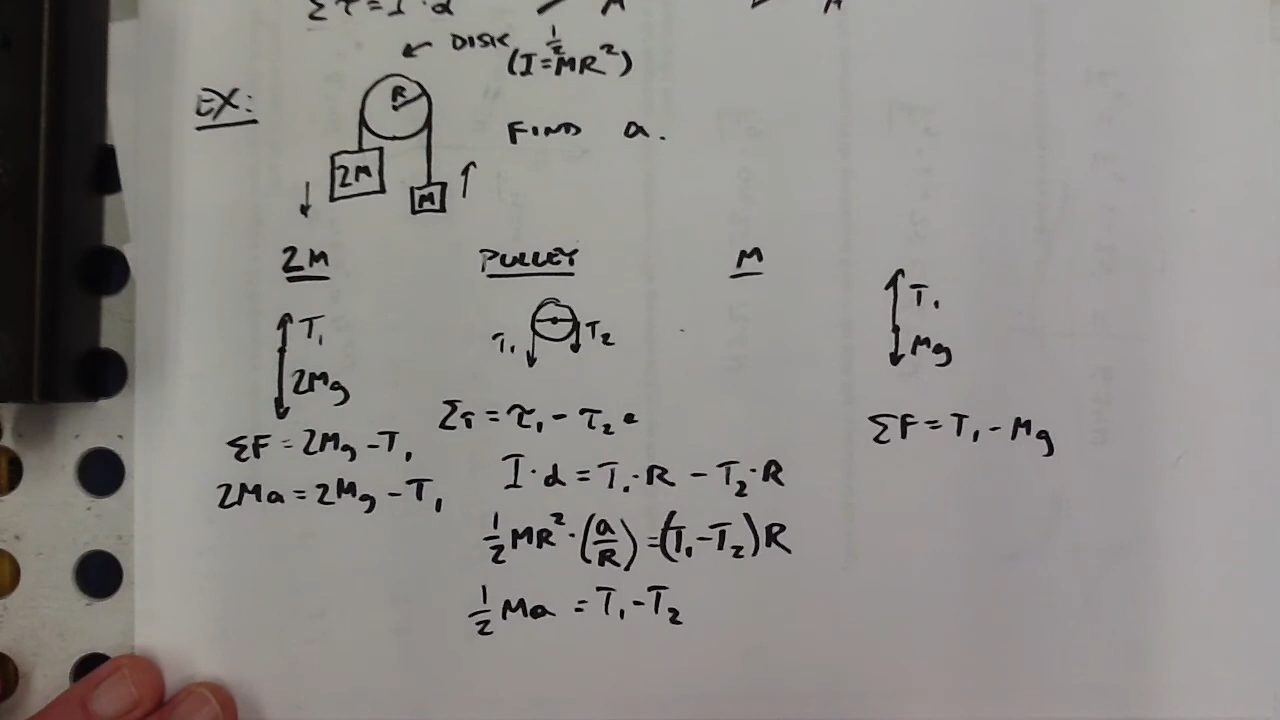 Στ = I·α
← DISK (I = ½MR²)
EX:
R
FIND a.
2M
M
2M PULLEY M
T₁
2Mg
T₁ T₂
T₁
Mg
ΣF = 2Mg - T₁
2Ma = 2Mg - T₁
Στ = τ₁ - τ₂
I·α = T₁·R - T₂·R
½MR²·(a/R) = (T₁-T₂)R
½Ma = T₁-T₂
ΣF = T₁ - Mg